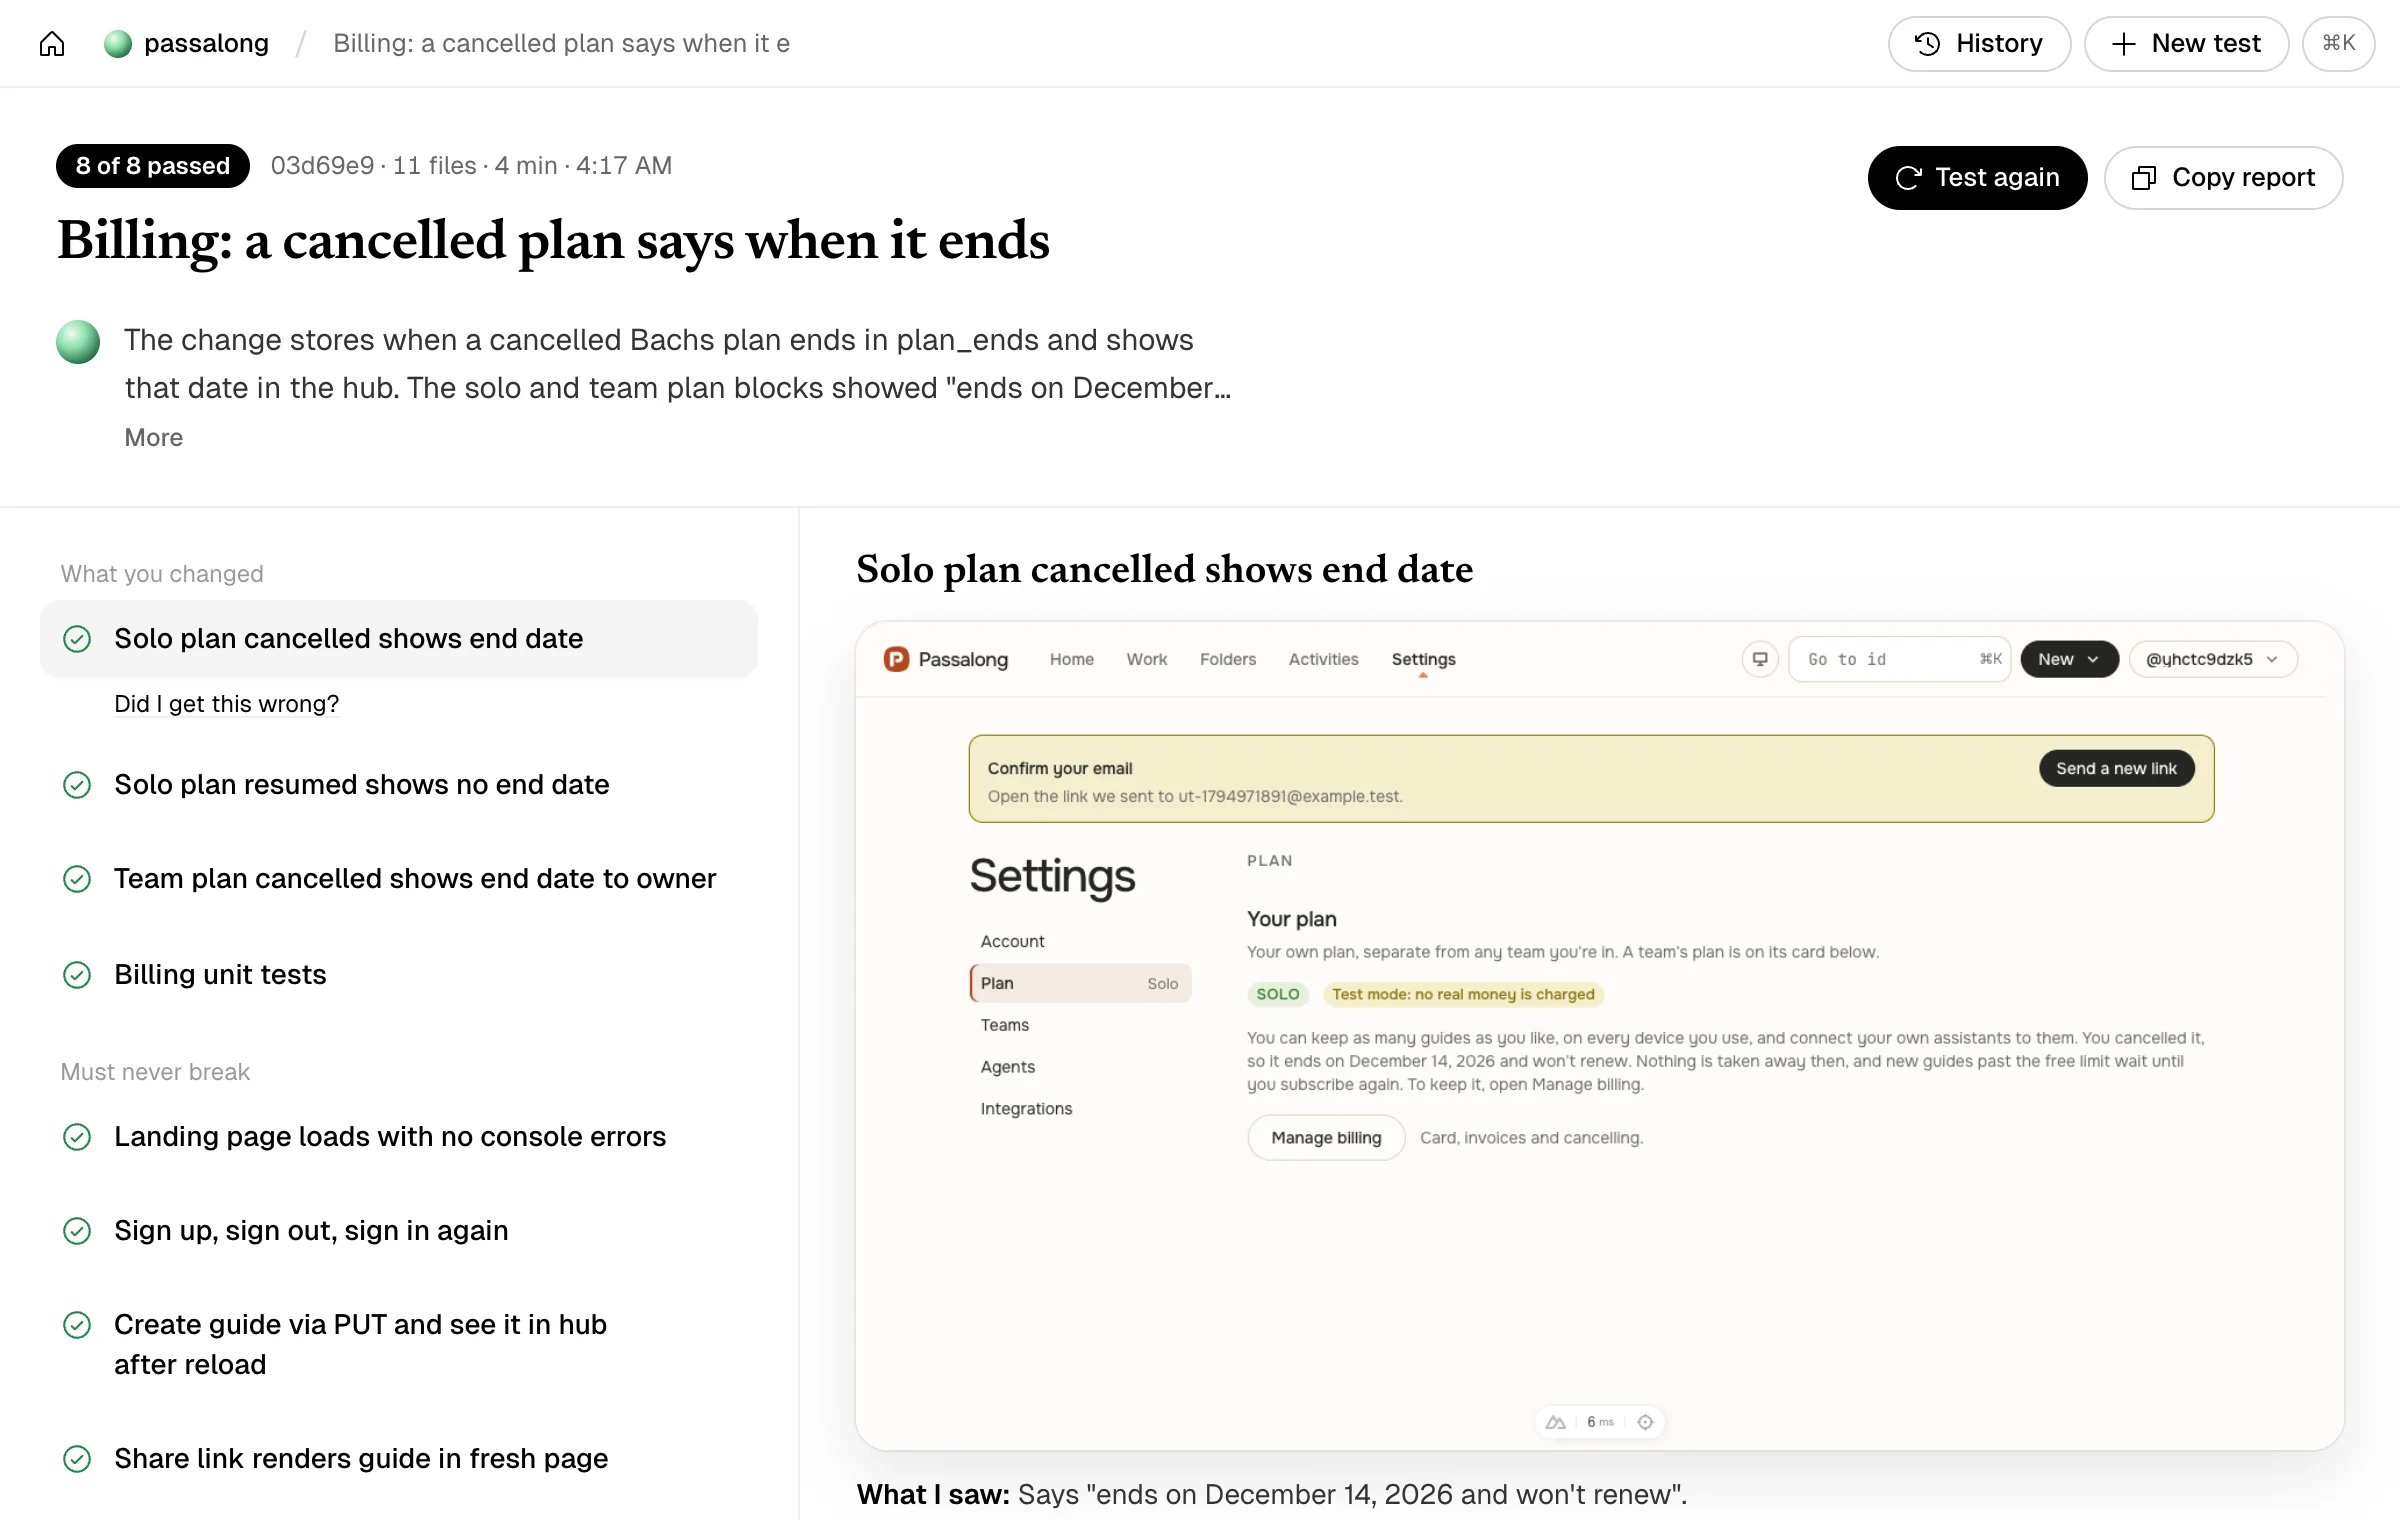 passalong / Billing: a cancelled plan says when it e
History
New test
⌘K
8 of 8 passed
03d69e9 · 11 files · 4 min · 4:17 AM
Test again
Copy report
Billing: a cancelled plan says when it ends
The change stores when a cancelled Bachs plan ends in plan_ends and shows
that date in the hub. The solo and team plan blocks showed "ends on December...
More
What you changed
Solo plan cancelled shows end date
Did I get this wrong?
Solo plan resumed shows no end date
Team plan cancelled shows end date to owner
Billing unit tests
Must never break
Landing page loads with no console errors
Sign up, sign out, sign in again
Create guide via PUT and see it in hub
after reload
Share link renders guide in fresh page
Solo plan cancelled shows end date
Passalong
Home
Work
Folders
Activities
Settings
Go to id
⌘K
New
@yhctc9dzk5
Confirm your email
Open the link we sent to ut-1794971891@example.test.
Send a new link
Settings
Account
Plan
Solo
Teams
Agents
Integrations
PLAN
Your plan
Your own plan, separate from any team you're in. A team's plan is on its card below.
SOLO
Test mode: no real money is charged
You can keep as many guides as you like, on every device you use, and connect your own assistants to them. You cancelled it,
so it ends on December 14, 2026 and won't renew. Nothing is taken away then, and new guides past the free limit wait until
you subscribe again. To keep it, open Manage billing.
Manage billing
Card, invoices and cancelling.
6 ms
What I saw: Says "ends on December 14, 2026 and won't renew".